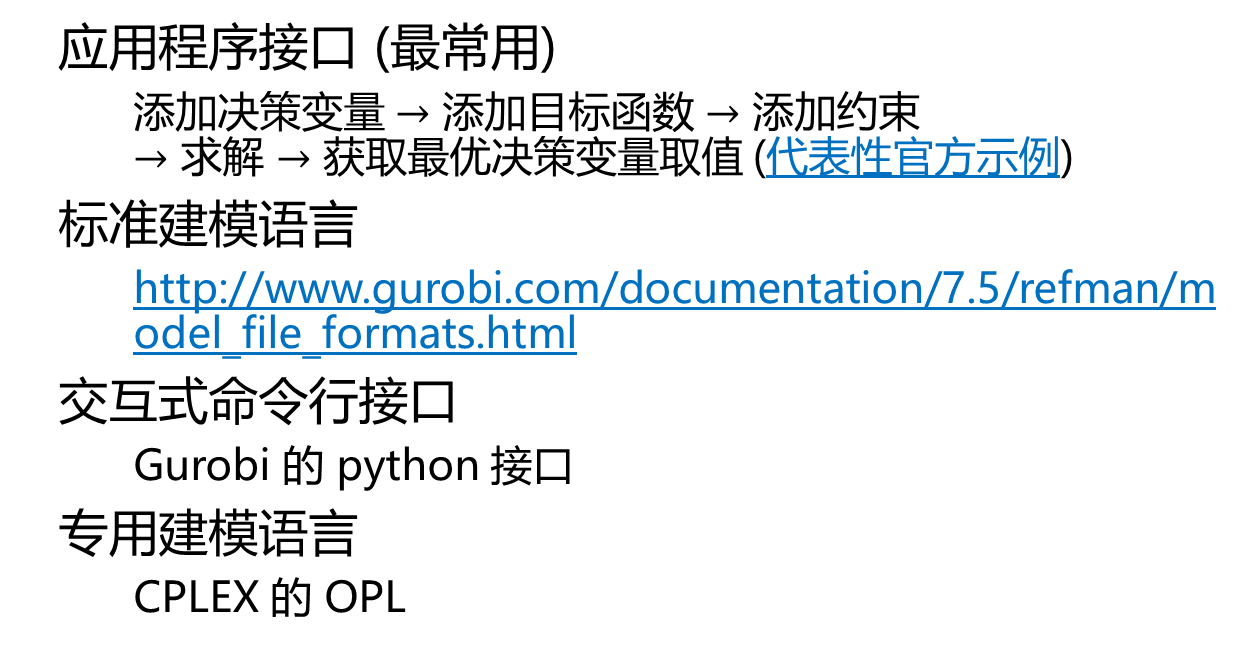 应用程序接口 (最常用)
添加决策变量 → 添加目标函数 → 添加约束
→ 求解 → 获取最优决策变量取值 (代表性官方示例)
标准建模语言
http://www.gurobi.com/documentation/7.5/refman/m
odel_file_formats.html
交互式命令行接口
Gurobi 的 python 接口
专用建模语言
CPLEX 的 OPL